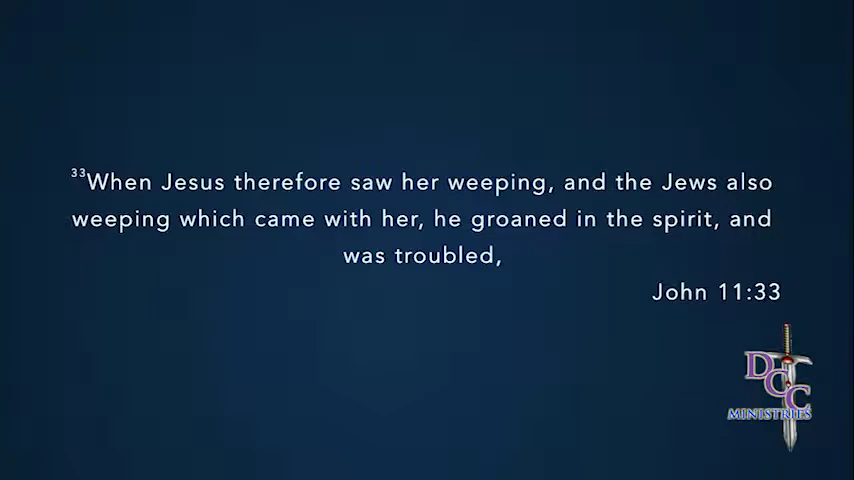 ³³When Jesus therefore saw her weeping, and the Jews also
weeping which came with her, he groaned in the spirit, and
was troubled,
John 11:33
DCC
MINISTRIES